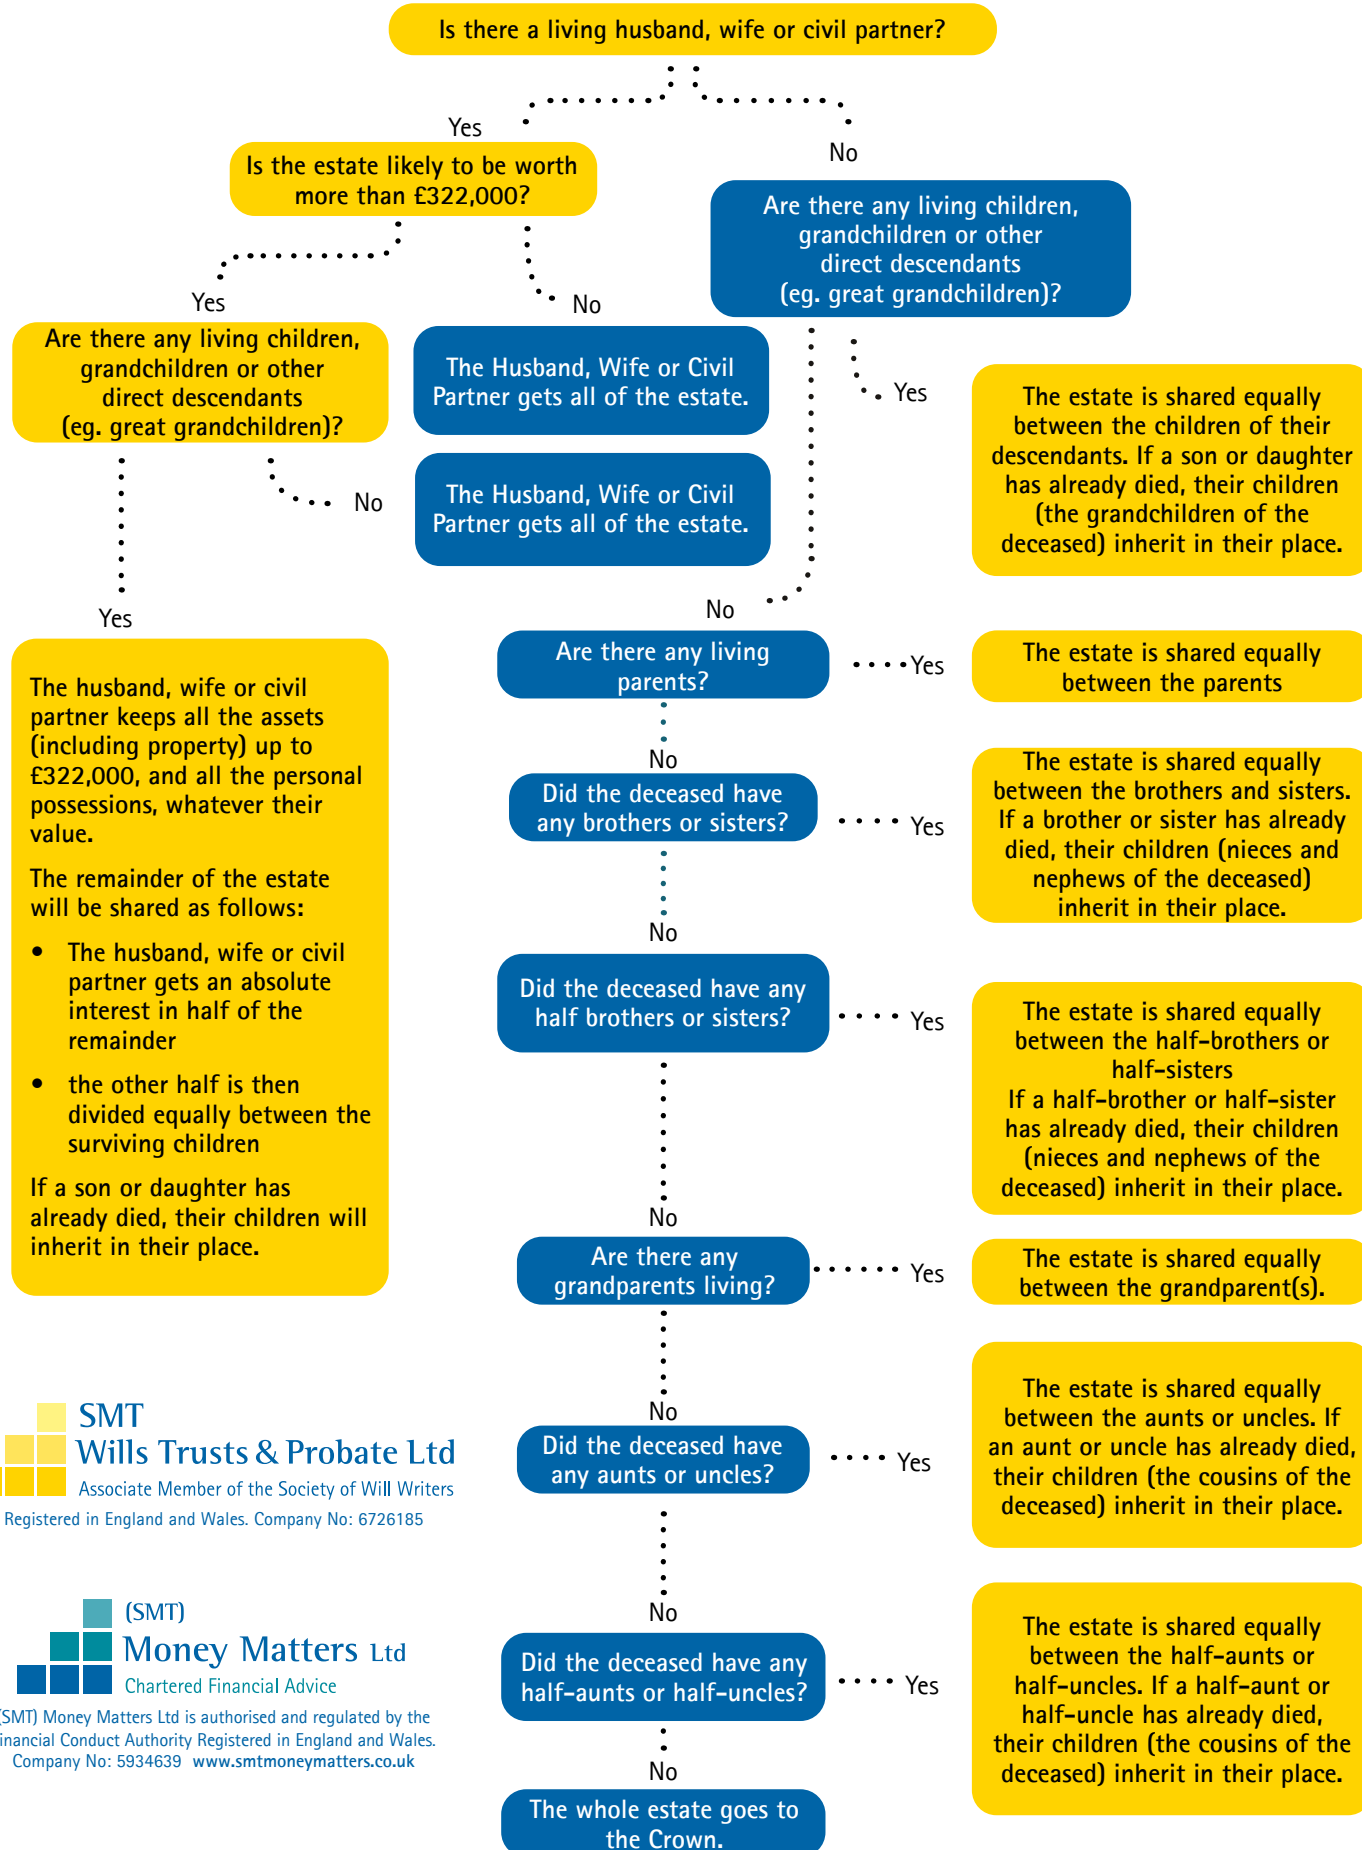 Is there a living husband, wife or civil partner?
Yes
No
Is the estate likely to be worth
more than £322,000?
Are there any living children,
grandchildren or other
direct descendants
(eg. great grandchildren)?
Yes
No
Are there any living children,
grandchildren or other
direct descendants
(eg. great grandchildren)?
The Husband, Wife or Civil
Partner gets all of the estate.
Yes
The estate is shared equally
between the children of their
descendants. If a son or daughter
has already died, their children
(the grandchildren of the
deceased) inherit in their place.
No
The Husband, Wife or Civil
Partner gets all of the estate.
Yes
The husband, wife or civil
partner keeps all the assets
(including property) up to
£322,000, and all the personal
possessions, whatever their
value.
The remainder of the estate
will be shared as follows:
• The husband, wife or civil
partner gets an absolute
interest in half of the
remainder
• the other half is then
divided equally between the
surviving children
If a son or daughter has
already died, their children will
inherit in their place.
No
Are there any living
parents?
Yes
The estate is shared equally
between the parents
No
Did the deceased have
any brothers or sisters?
Yes
The estate is shared equally
between the brothers and sisters.
If a brother or sister has already
died, their children (nieces and
nephews of the deceased)
inherit in their place.
No
Did the deceased have any
half brothers or sisters?
Yes
The estate is shared equally
between the half-brothers or
half-sisters
If a half-brother or half-sister
has already died, their children
(nieces and nephews of the
deceased) inherit in their place.
No
Are there any
grandparents living?
Yes
The estate is shared equally
between the grandparent(s).
No
Did the deceased have
any aunts or uncles?
Yes
The estate is shared equally
between the aunts or uncles. If
an aunt or uncle has already died,
their children (the cousins of the
deceased) inherit in their place.
No
Did the deceased have any
half-aunts or half-uncles?
Yes
The estate is shared equally
between the half-aunts or
half-uncles. If a half-aunt or
half-uncle has already died,
their children (the cousins of the
deceased) inherit in their place.
No
The whole estate goes to
the Crown.
SMT
Wills Trusts & Probate Ltd
Associate Member of the Society of Will Writers
Registered in England and Wales. Company No: 6726185
(SMT)
Money Matters Ltd
Chartered Financial Advice
(SMT) Money Matters Ltd is authorised and regulated by the
inancial Conduct Authority Registered in England and Wales.
Company No: 5934639 www.smtmoneymatters.co.uk